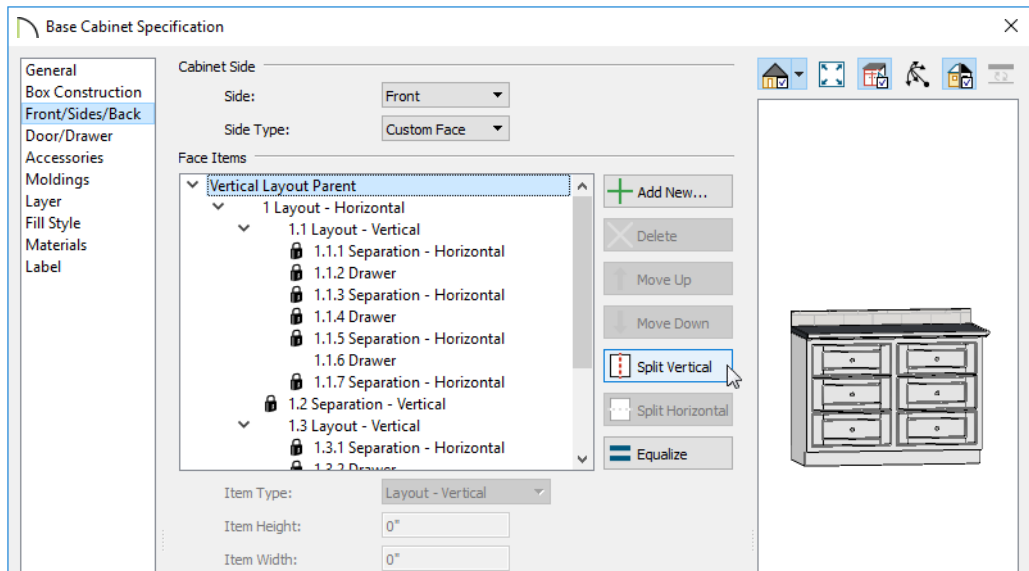 Base Cabinet Specification
General
Box Construction
Front/Sides/Back
Door/Drawer
Accessories
Moldings
Layer
Fill Style
Materials
Label
Cabinet Side
Side: Front
Side Type: Custom Face
Face Items
Vertical Layout Parent
1 Layout - Horizontal
1.1 Layout - Vertical
1.1.1 Separation - Horizontal
1.1.2 Drawer
1.1.3 Separation - Horizontal
1.1.4 Drawer
1.1.5 Separation - Horizontal
1.1.6 Drawer
1.1.7 Separation - Horizontal
1.2 Separation - Vertical
1.3 Layout - Vertical
1.3.1 Separation - Horizontal
1.3.2 Drawer
Add New...
Delete
Move Up
Move Down
Split Vertical
Split Horizontal
Equalize
Item Type: Layout - Vertical
Item Height: 0"
Item Width: 0"